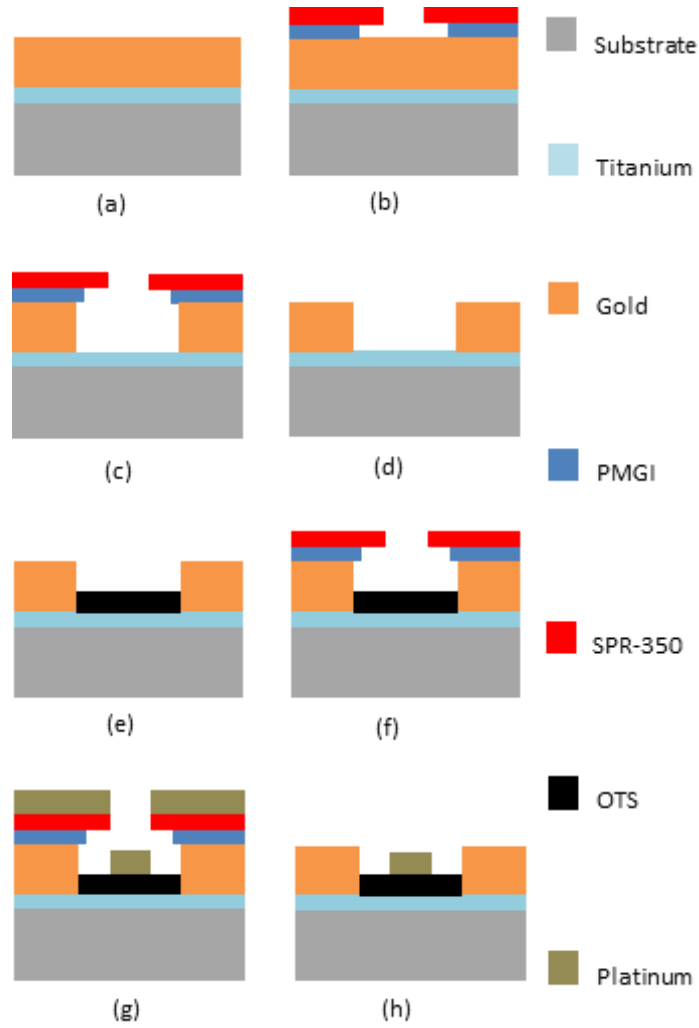 Substrate
(a)
(b)
Titanium
Gold
(c)
(d)
PMGI
SPR-350
(e)
(f)
OTS
Platinum
(g)
(h)